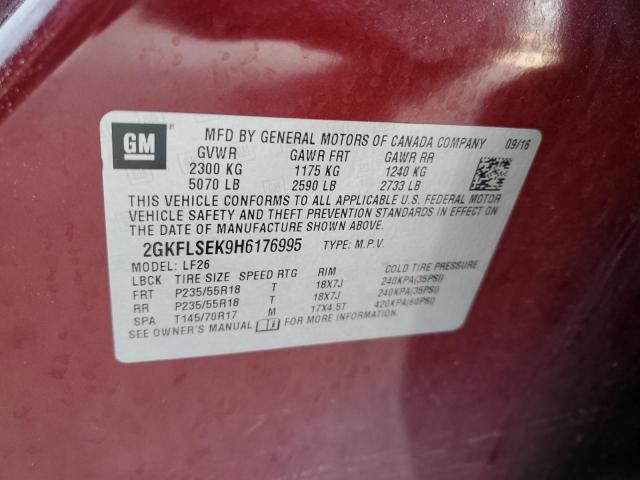 GM ®
MFD BY GENERAL MOTORS OF CANADA COMPANY 09/16
GVWR GAWR FRT GAWR RR
2300 KG 1175 KG 1240 KG
5070 LB 2590 LB 2733 LB
THIS VEHICLE CONFORMS TO ALL APPLICABLE U.S. FEDERAL MOTOR
VEHICLE SAFETY AND THEFT PREVENTION STANDARDS IN EFFECT ON
THE DATE OF MANUFACTURE SHOWN ABOVE.
2GKFLSEK9H6176995 TYPE: M.P.V.
MODEL: LF26
LBCK TIRE SIZE SPEED RTG RIM COLD TIRE PRESSURE
FRT P235/55R18 T 18X7J 240KPA(35PSI)
RR P235/55R18 T 18X7J 240KPA(35PSI)
SPA T145/70R17 M 17X4.5T 420KPA(60PSI)
SEE OWNER'S MANUAL FOR MORE INFORMATION.